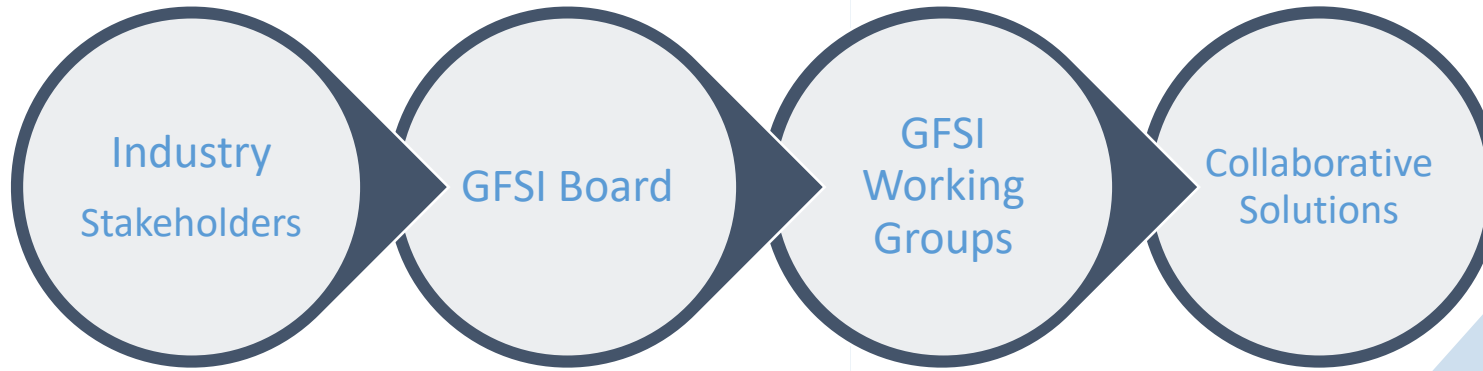 Industry
Stakeholders
GFSI Board
GFSI
Working
Groups
Collaborative
Solutions